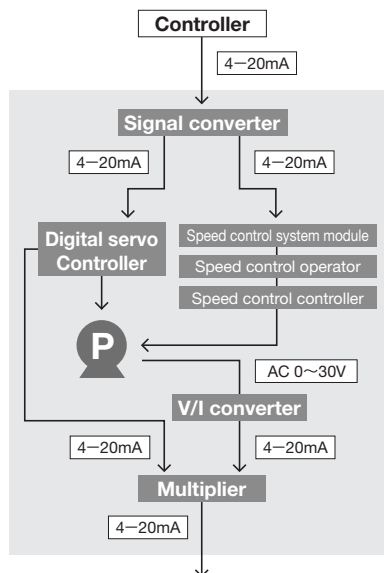 Controller
4−20mA
Signal converter
4−20mA
4−20mA
Digital servo
Controller
Speed control system module
Speed control operator
Speed control controller
P
AC 0〜30V
V/I converter
4−20mA
4−20mA
Multiplier
4−20mA